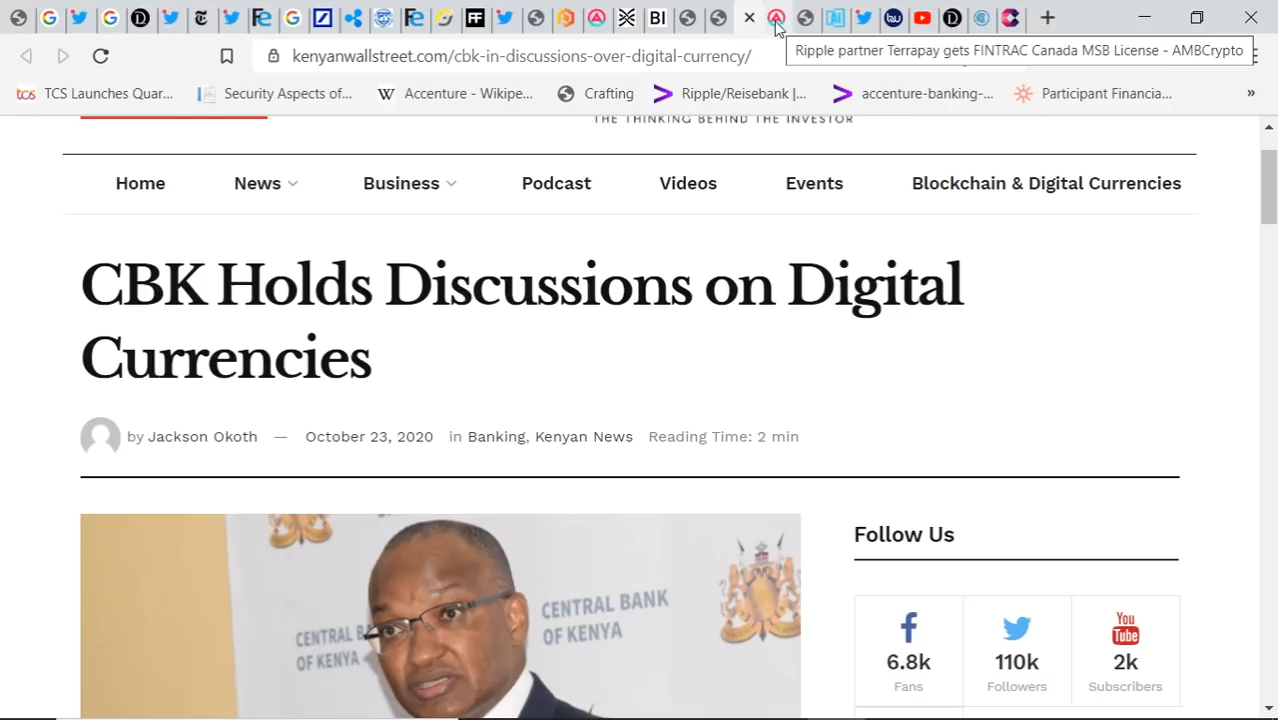 Ripple partner Terrapay gets FINTRAC Canada MSB License - AMBCrypto
kenyanwallstreet.com/cbk-in-discussions-over-digital-currency/
TCS Launches Quar...
Security Aspects of...
Accenture - Wikipe...
Crafting
Ripple/Reisebank |...
accenture-banking-...
Participant Financia...
»
THE THINKING BEHIND THE INVESTOR
Home
News
Business
Podcast
Videos
Events
Blockchain & Digital Currencies
CBK Holds Discussions on Digital
Currencies
by Jackson Okoth — October 23, 2020 in Banking, Kenyan News Reading Time: 2 min
CENTRAL BANK
OF KENYA
CENTRAL BANK
OF KENYA
Follow Us
6.8k
Fans
110k
Followers
You
Tube
2k
Subscribers